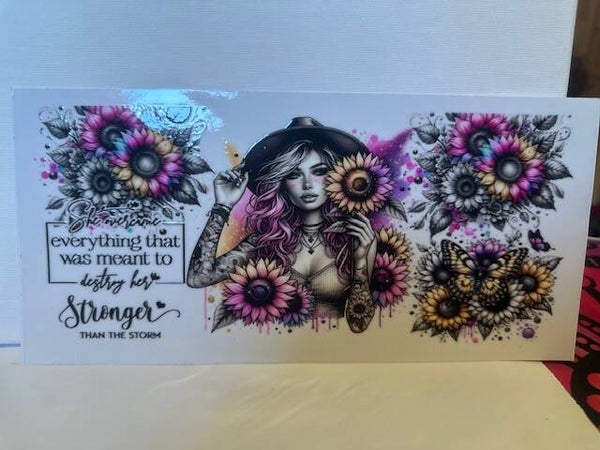 She overcame
everything that
was meant to
destroy her
Stronger
THAN THE STORM